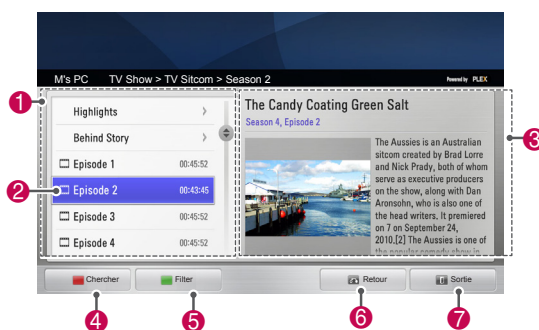 M's PC TV Show > TV Sitcom > Season 2
Powered by PLEX
1
Highlights >
Behind Story >
Episode 1 00:45:52
2
Episode 2 00:43:45
Episode 3 00:45:52
Episode 4 00:45:52
The Candy Coating Green Salt
Season 4, Episode 2
The Aussies is an Australian
sitcom created by Brad Lorre
and Nick Prady, both of whom
serve as executive producers
on the show, along with Dan
Aronsohn, who is also one of
the head writers. It premiered
on 7 on September 24,
2010,[2] The Aussies is one of
the popular comedy show in
3
Chercher
Filter
Retour
Sortie
4
5
6
7